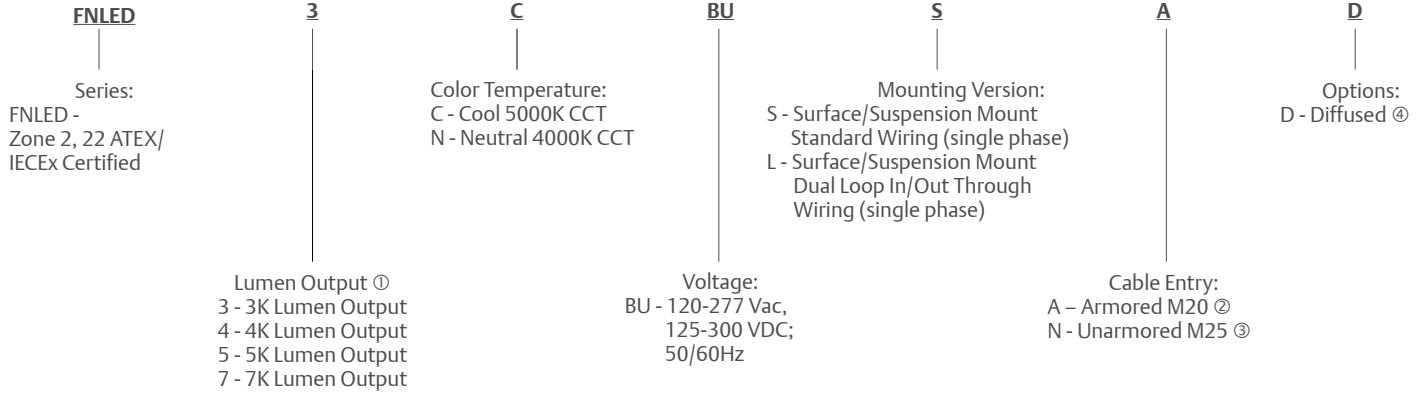 FNLED 3 C BU S A D
Series:
FNLED -
Zone 2, 22 ATEX/
IECEx Certified
Color Temperature:
C - Cool 5000K CCT
N - Neutral 4000K CCT
Mounting Version:
S - Surface/Suspension Mount
Standard Wiring (single phase)
L - Surface/Suspension Mount
Dual Loop In/Out Through
Wiring (single phase)
Options:
D - Diffused ④
Lumen Output ①
3 - 3K Lumen Output
4 - 4K Lumen Output
5 - 5K Lumen Output
7 - 7K Lumen Output
Voltage:
BU - 120-277 Vac,
125-300 VDC;
50/60Hz
Cable Entry:
A – Armored M20 ②
N - Unarmored M25 ③